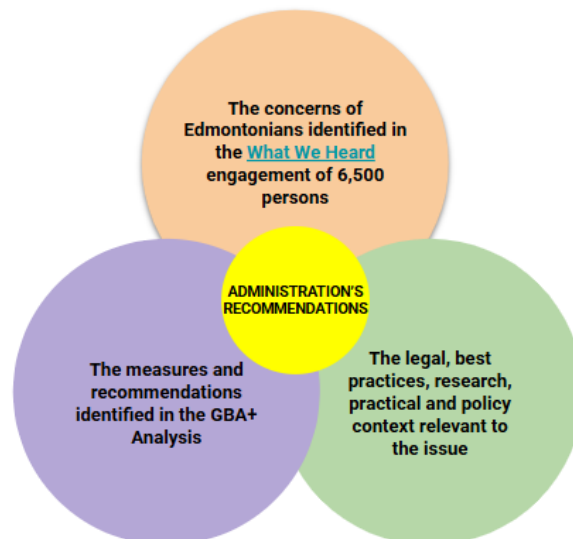 The concerns of
Edmontonians identified in
the What We Heard
engagement of 6,500
persons
ADMINISTRATION'S
RECOMMENDATIONS
The measures and
recommendations
identified in the GBA+
Analysis
The legal, best
practices, research,
practical and policy
context relevant to
the issue